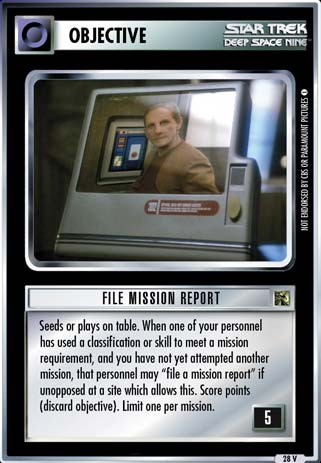 OBJECTIVE
STAR TREK
DEEP SPACE NINE
NOT ENDORSED BY CBS OR PARAMOUNT PICTURES
FILE MISSION REPORT
Seeds or plays on table. When one of your personnel
has used a classification or skill to meet a mission
requirement, and you have not yet attempted another
mission, that personnel may "file a mission report" if
unopposed at a site which allows this. Score points
(discard objective). Limit one per mission.
5
28 V